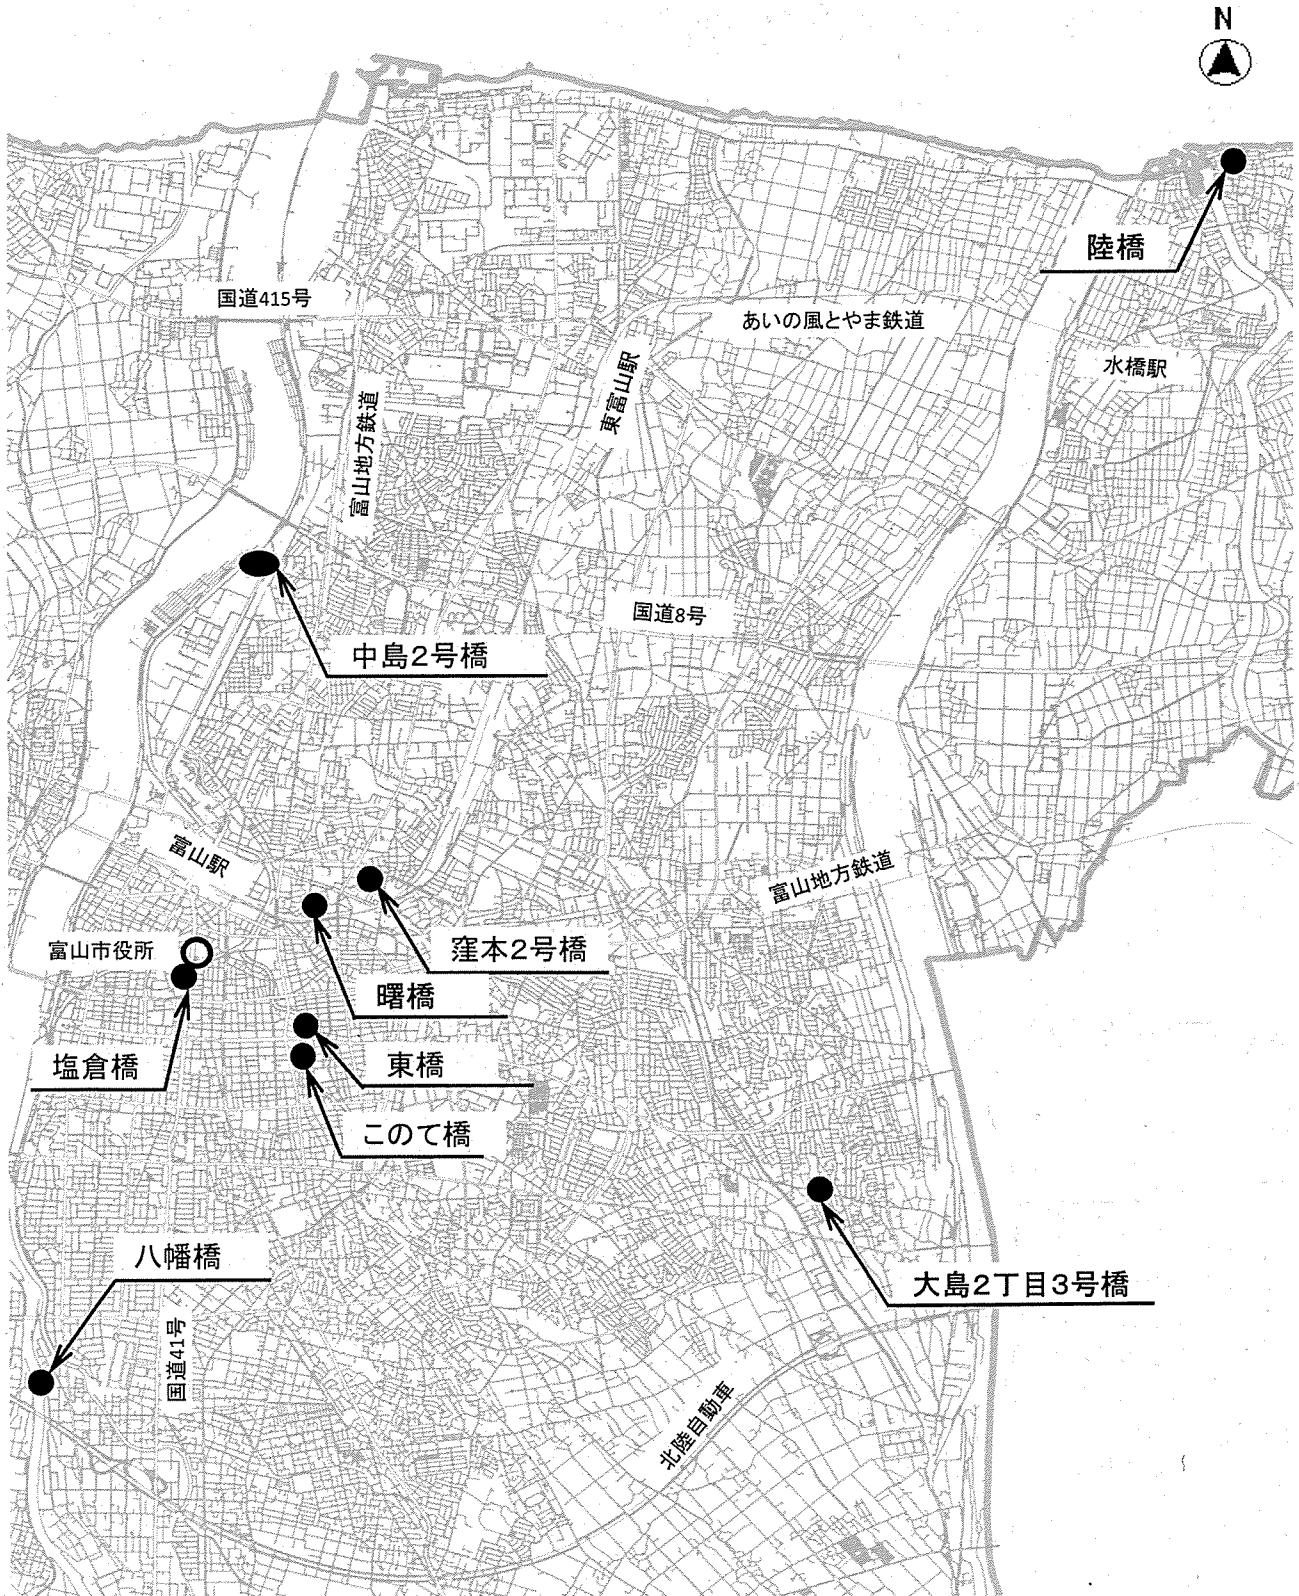 N
陸橋
国道415号
あいの風とやま鉄道
水橋駅
東富山駅
富山地方鉄道
国道8号
中島2号橋
富山駅
富山地方鉄道
富山市役所
窪本2号橋
曙橋
塩倉橋
東橋
このて橋
八幡橋
大島2丁目3号橋
国道41号
北陸自動車